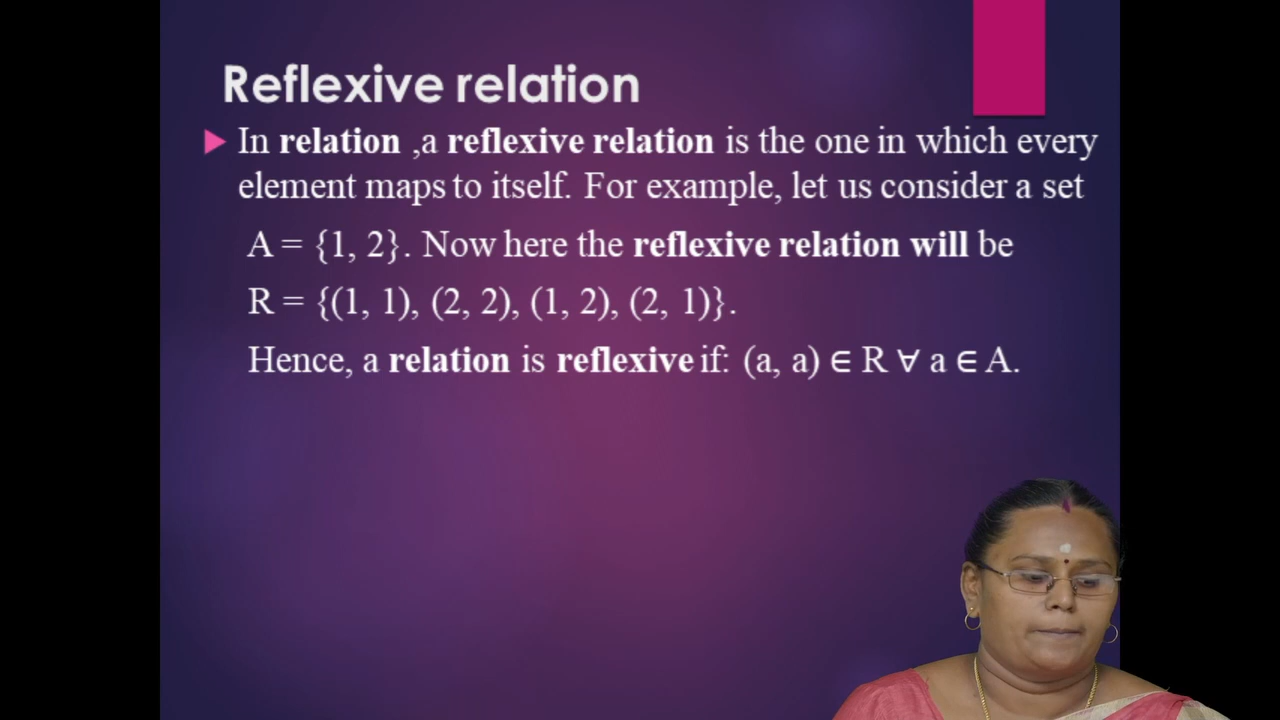 Reflexive relation
In relation ,a reflexive relation is the one in which every
element maps to itself. For example, let us consider a set
A = {1, 2}. Now here the reflexive relation will be
R = {(1, 1), (2, 2), (1, 2), (2, 1)}.
Hence, a relation is reflexive if: (a, a) ∈ R ∀ a ∈ A.